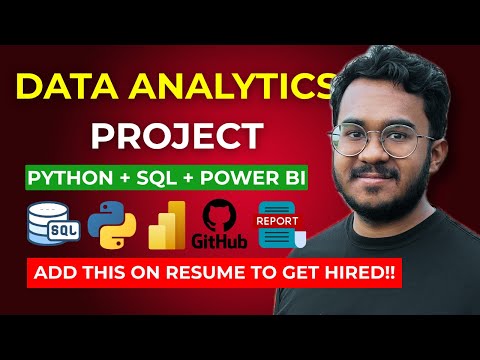 DATA ANALYTICS
PROJECT
PYTHON + SQL + POWER BI
SQL
GitHub
REPORT
ADD THIS ON RESUME TO GET HIRED!!